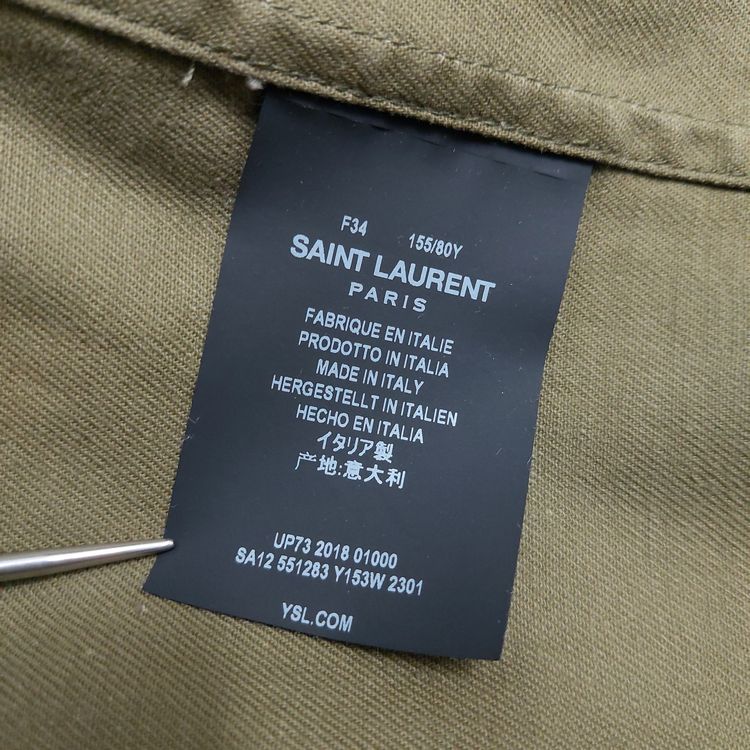 F34 155/80Y
SAINT LAURENT
PARIS
FABRIQUE EN ITALIE
PRODOTTO IN ITALIA
MADE IN ITALY
HERGESTELLT IN ITALIEN
HECHO EN ITALIA
イタリア製
产地:意大利
UP73 2018 01000
SA12 551283 Y153W 2301
YSL.COM